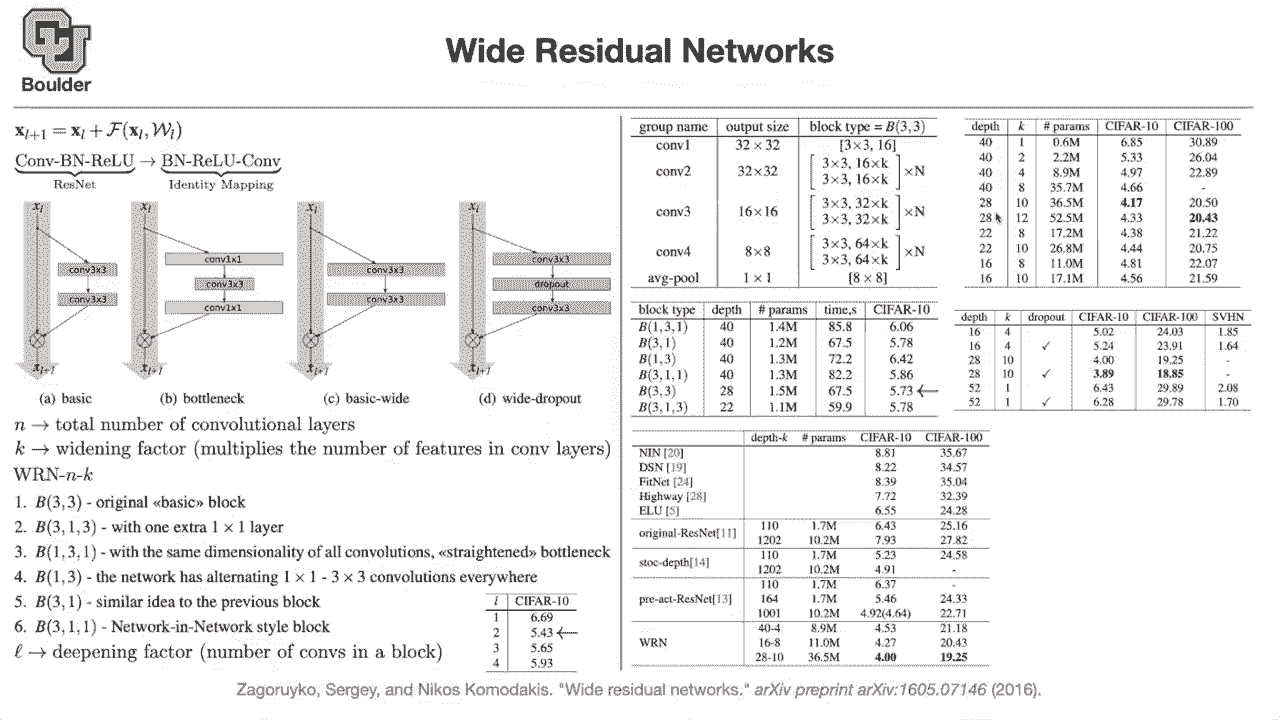 Boulder
Wide Residual Networks
x_{l+1} = x_l + F(x_l, W_l)
Conv-BN-ReLU → BN-ReLU-Conv
ResNet Identity Mapping
x_l x_l x_l x_l
conv3x3 conv3x3
conv1x1 conv3x3 conv1x1
conv3x3 conv3x3
conv3x3 dropout conv3x3
x_{l+1} x_{l+1} x_{l+1} x_{l+1}
(a) basic (b) bottleneck (c) basic-wide (d) wide-dropout
n → total number of convolutional layers
k → widening factor (multiplies the number of features in conv layers)
WRN-n-k
1. B(3,3) - original «basic» block
2. B(3,1,3) - with one extra 1 × 1 layer
3. B(1,3,1) - with the same dimensionality of all convolutions, «straightened» bottleneck
4. B(1,3) - the network has alternating 1 × 1 - 3 × 3 convolutions everywhere
5. B(3,1) - similar idea to the previous block
6. B(3,1,1) - Network-in-Network style block
ℓ → deepening factor (number of convs in a block)
l CIFAR-10
1 6.69
2 5.43 ←
3 5.65
4 5.93
group name output size block type = B(3,3)
conv1 32 × 32 [3×3, 16]
conv2 32×32 [3×3, 16×k
3×3, 16×k] ×N
conv3 16×16 [3×3, 32×k
3×3, 32×k] ×N
conv4 8×8 [3×3, 64×k
3×3, 64×k] ×N
avg-pool 1 × 1 [8 × 8]
block type depth # params time,s CIFAR-10
B(1,3,1) 40 1.4M 85.8 6.06
B(3,1) 40 1.2M 67.5 5.78
B(1,3) 40 1.3M 72.2 6.42
B(3,1,1) 40 1.3M 82.2 5.86
B(3,3) 28 1.5M 67.5 5.73 ←
B(3,1,3) 22 1.1M 59.9 5.78
depth-k # params CIFAR-10 CIFAR-100
NIN [20] 8.81 35.67
DSN [19] 8.22 34.57
FitNet [24] 8.39 35.04
Highway [28] 7.72 32.39
ELU [5] 6.55 24.28
original-ResNet[11] 110 1.7M 6.43 25.16
1202 10.2M 7.93 27.82
stoc-depth[14] 110 1.7M 5.23 24.58
1202 10.2M 4.91 -
pre-act-ResNet[13] 110 1.7M 6.37 -
164 1.7M 5.46 24.33
1001 10.2M 4.92(4.64) 22.71
WRN 40-4 8.9M 4.53 21.18
16-8 11.0M 4.27 20.43
28-10 36.5M 4.00 19.25
depth k # params CIFAR-10 CIFAR-100
40 1 0.6M 6.85 30.89
40 2 2.2M 5.33 26.04
40 4 8.9M 4.97 22.89
40 8 35.7M 4.66 -
28 10 36.5M 4.17 20.50
28 12 52.5M 4.33 20.43
22 8 17.2M 4.38 21.22
22 10 26.8M 4.44 20.75
16 8 11.0M 4.81 22.07
16 10 17.1M 4.56 21.59
depth k dropout CIFAR-10 CIFAR-100 SVHN
16 4 5.02 24.03 1.85
16 4 ✓ 5.24 23.91 1.64
28 10 4.00 19.25 -
28 10 ✓ 3.89 18.85 -
52 1 6.43 29.89 2.08
52 1 ✓ 6.28 29.78 1.70
Zagoruyko, Sergey, and Nikos Komodakis. "Wide residual networks." arXiv preprint arXiv:1605.07146 (2016).